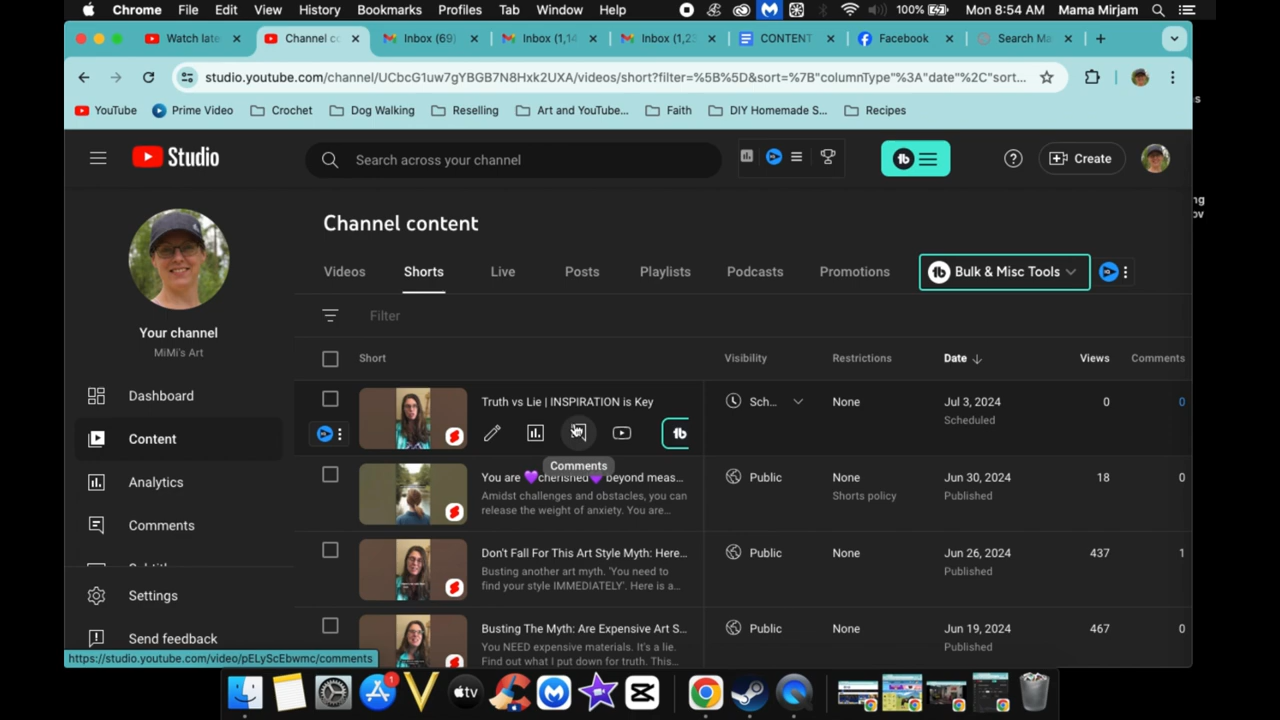 Chrome File Edit View History Bookmarks Profiles Tab Window Help 100% Mon 8:54 AM Mama Mirjam
Watch late Channel co Inbox (69) Inbox (1,14 Inbox (1,23 CONTENT Facebook Search Ma
studio.youtube.com/channel/UCbcG1uw7gYBGB7N8Hxk2UXA/videos/short?filter=%5B%5D&sort=%7B"columnType"%3A"date"%2C"sort...
YouTube Prime Video Crochet Dog Walking Reselling Art and YouTube... Faith DIY Homemade S... Recipes
Studio Search across your channel Create
Channel content
Videos Shorts Live Posts Playlists Podcasts Promotions Bulk & Misc Tools
Your channel
MiMi's Art
Filter
Short Visibility Restrictions Date Views Comments
Dashboard
Content
Analytics
Comments
Settings
Send feedback
Truth vs Lie | INSPIRATION is Key Sch... None Jul 3, 2024 0 0
Scheduled
Comments
You are 💜cherished💜 beyond meas... Public None Jun 30, 2024 18 0
Amidst challenges and obstacles, you can Shorts policy Published
release the weight of anxiety. You are...
Don't Fall For This Art Style Myth: Here... Public None Jun 26, 2024 437 1
Busting another art myth. 'You need to Published
find your style IMMEDIATELY'. Here is a...
Busting The Myth: Are Expensive Art S... Public None Jun 19, 2024 467 0
You NEED expensive materials. It's a lie. Published
Find out what I put down for truth. This...
https://studio.youtube.com/video/pELyScEbwmc/comments
tv